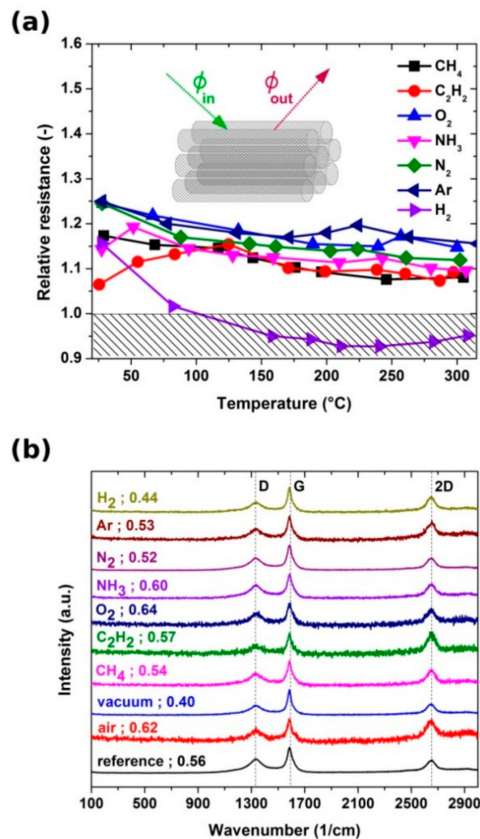 (a)
1.6
1.5
1.4
1.3
1.2
1.1
1.0
0.9
Relative resistance (-)
ϕin
ϕout
CH4
C2H2
O2
NH3
N2
Ar
H2
50 100 150 200 250 300
Temperature (°C)
(b)
D G 2D
H2 ; 0.44
Ar ; 0.53
N2 ; 0.52
NH3 ; 0.60
O2 ; 0.64
C2H2 ; 0.57
CH4 ; 0.54
vacuum ; 0.40
air ; 0.62
reference ; 0.56
Intensity (a.u.)
100 500 900 1300 1700 2100 2500 2900
Wavenumber (1/cm)